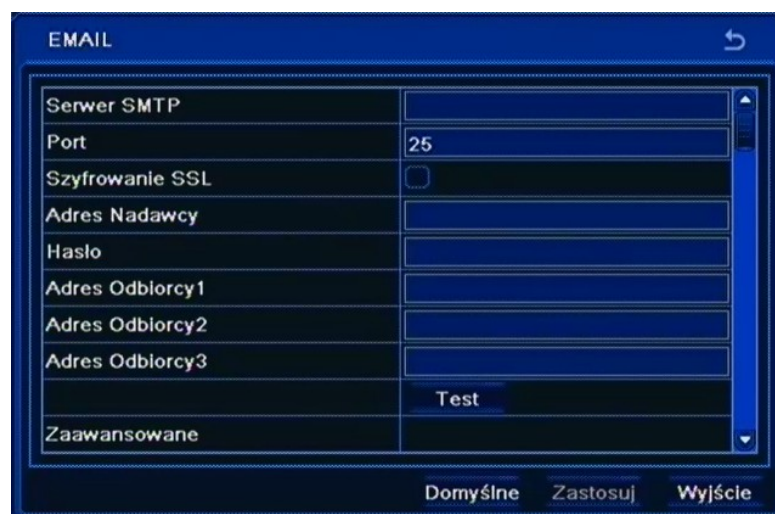 EMAIL
Serwer SMTP
Port 25
Szyfrowanie SSL
Adres Nadawcy
Hasło
Adres Odbiorcy1
Adres Odbiorcy2
Adres Odbiorcy3
Test
Zaawansowane
Domyślne Zastosuj Wyjście